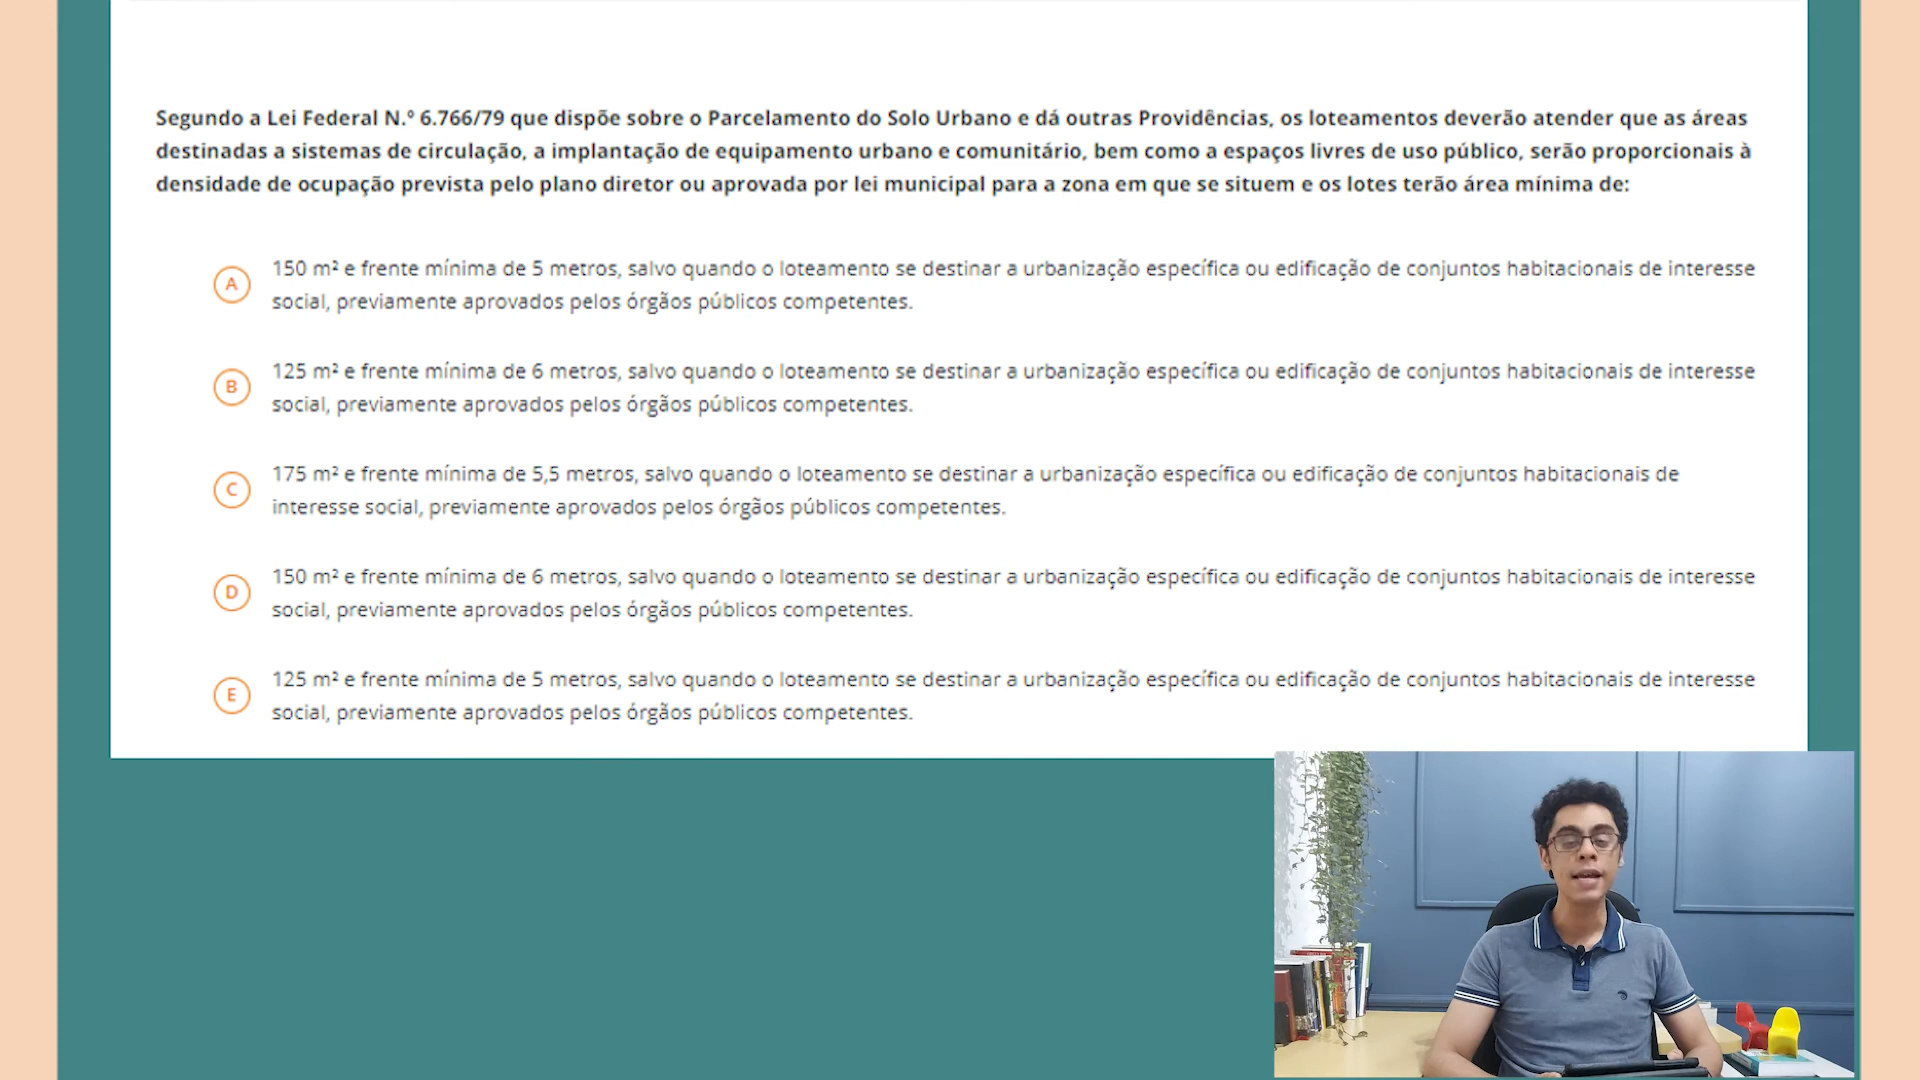 Segundo a Lei Federal N.º 6.766/79 que dispõe sobre o Parcelamento do Solo Urbano e dá outras Providências, os loteamentos deverão atender que as áreas
destinadas a sistemas de circulação, a implantação de equipamento urbano e comunitário, bem como a espaços livres de uso público, serão proporcionais à
densidade de ocupação prevista pelo plano diretor ou aprovada por lei municipal para a zona em que se situem e os lotes terão área mínima de:
A
150 m² e frente mínima de 5 metros, salvo quando o loteamento se destinar a urbanização específica ou edificação de conjuntos habitacionais de interesse
social, previamente aprovados pelos órgãos públicos competentes.
B
125 m² e frente mínima de 6 metros, salvo quando o loteamento se destinar a urbanização específica ou edificação de conjuntos habitacionais de interesse
social, previamente aprovados pelos órgãos públicos competentes.
C
175 m² e frente mínima de 5,5 metros, salvo quando o loteamento se destinar a urbanização específica ou edificação de conjuntos habitacionais de
interesse social, previamente aprovados pelos órgãos públicos competentes.
D
150 m² e frente mínima de 6 metros, salvo quando o loteamento se destinar a urbanização específica ou edificação de conjuntos habitacionais de interesse
social, previamente aprovados pelos órgãos públicos competentes.
E
125 m² e frente mínima de 5 metros, salvo quando o loteamento se destinar a urbanização específica ou edificação de conjuntos habitacionais de interesse
social, previamente aprovados pelos órgãos públicos competentes.